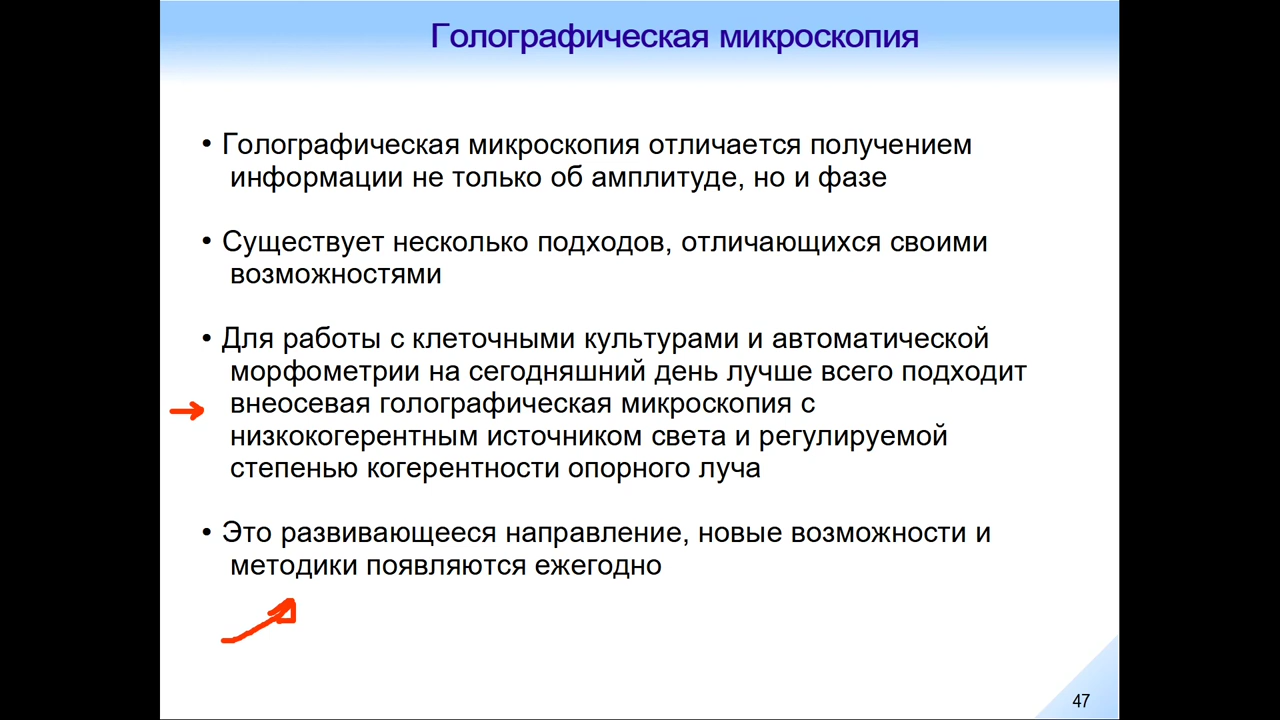 Голографическая микроскопия
• Голографическая микроскопия отличается получением
информации не только об амплитуде, но и фазе
• Существует несколько подходов, отличающихся своими
возможностями
• Для работы с клеточными культурами и автоматической
морфометрии на сегодняшний день лучше всего подходит
внеосевая голографическая микроскопия с
низкокогерентным источником света и регулируемой
степенью когерентности опорного луча
• Это развивающееся направление, новые возможности и
методики появляются ежегодно
47